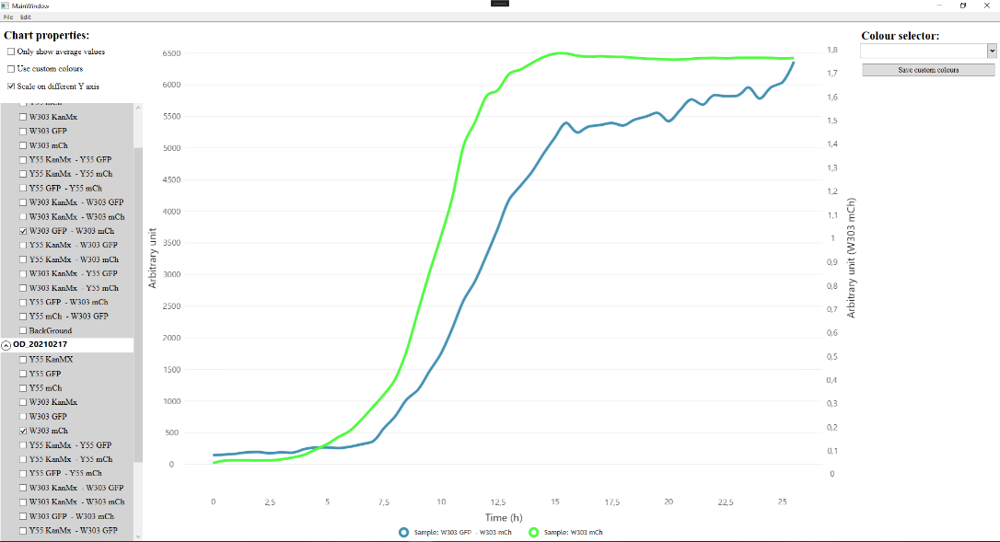 MainWindow
File Edit
Chart properties:
Only show average values
Use custom colours
Scale on different Y axis
W303 KanMx
W303 GFP
W303 mCh
Y55 KanMx - Y55 GFP
Y55 KanMx - Y55 mCh
Y55 GFP - Y55 mCh
W303 KanMx - W303 GFP
W303 KanMx - W303 mCh
W303 GFP - W303 mCh
Y55 KanMx - W303 GFP
Y55 KanMx - W303 mCh
W303 KanMx - Y55 GFP
W303 KanMx - Y55 mCh
Y55 GFP - W303 mCh
Y55 mCh - W303 GFP
BackGround
OD_20210217
Y55 KanMX
Y55 GFP
Y55 mCh
W303 KanMx
W303 GFP
W303 mCh
Y55 KanMx - Y55 GFP
Y55 KanMx - Y55 mCh
Y55 GFP - Y55 mCh
W303 KanMx - W303 GFP
W303 KanMx - W303 mCh
W303 GFP - W303 mCh
Y55 KanMx - W303 GFP
Arbitrary unit
6500
6000
5500
5000
4500
4000
3500
3000
2500
2000
1500
1000
500
0
0 2,5 5 7,5 10 12,5 15 17,5 20 22,5 25
Time (h)
Sample: W303 GFP - W303 mCh Sample: W303 mCh
1,8
1,7
1,6
1,5
1,4
1,3
1,2
1,1
1
0,9
0,8
0,7
0,6
0,5
0,4
0,3
0,2
0,1
0
Arbitrary unit (W303 mCh)
Colour selector:
Save custom colours